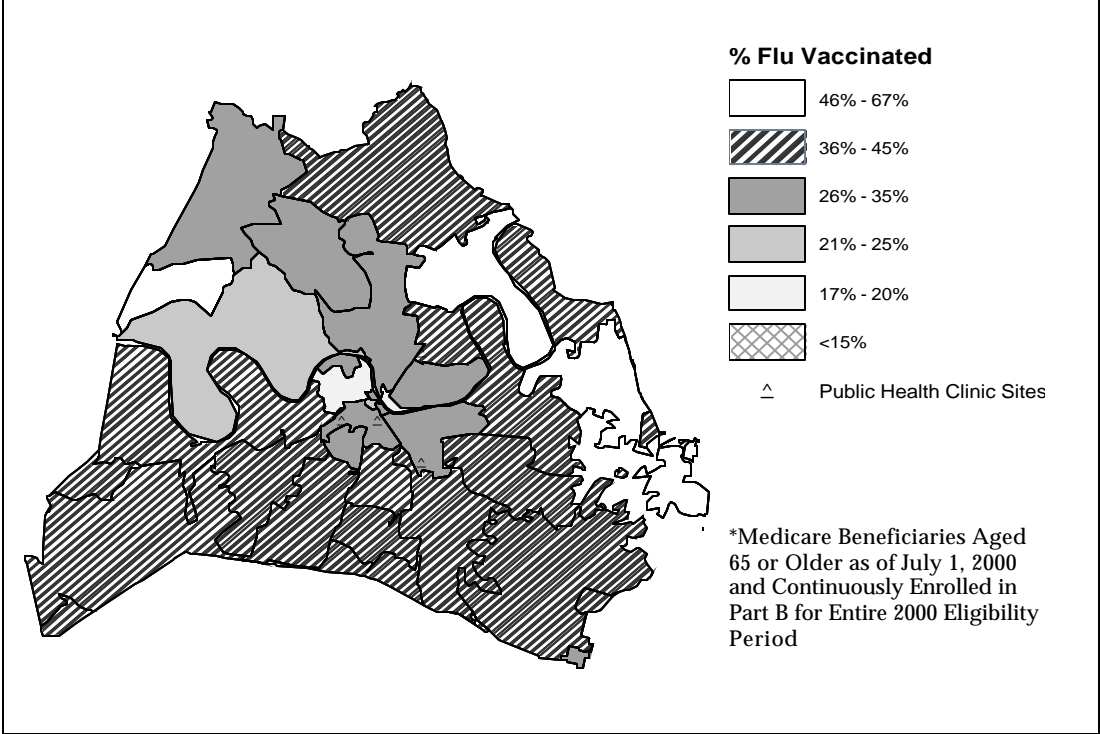 % Flu Vaccinated
46% - 67%
36% - 45%
26% - 35%
21% - 25%
17% - 20%
<15%
^ Public Health Clinic Sites
*Medicare Beneficiaries Aged
65 or Older as of July 1, 2000
and Continuously Enrolled in
Part B for Entire 2000 Eligibility
Period